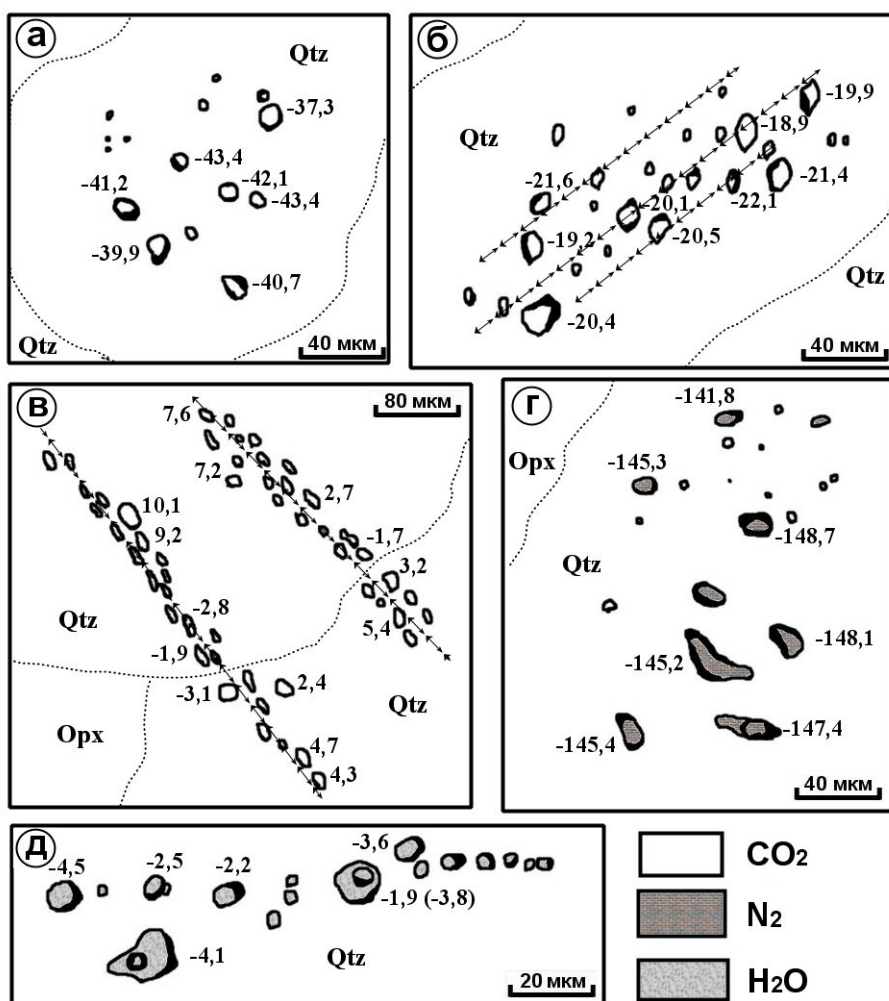 а
Qtz
-37,3
-43,4
-42,1
-43,4
-41,2
-39,9
-40,7
Qtz
40 мкм
б
Qtz
-19,9
-18,9
-21,4
-22,1
-21,6
-20,1
-20,5
-19,2
-20,4
Qtz
40 мкм
в
80 мкм
7,6
7,2
2,7
-1,7
3,2
5,4
10,1
9,2
-2,8
-1,9
Qtz
-3,1
2,4
Qtz
Opx
4,7
4,3
г
-141,8
Opx
-145,3
-148,7
Qtz
-148,1
-145,2
-145,4
-147,4
40 мкм
д
-4,5
-2,5
-2,2
-3,6
-1,9 (-3,8)
-4,1
Qtz
20 мкм
CO2
N2
H2O